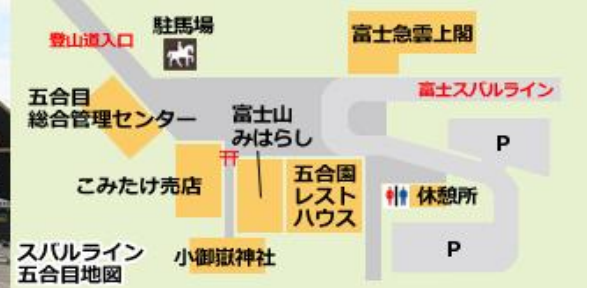 登山道入口
駐馬場
富士急雲上閣
富士スバルライン
五合目
総合管理センター
富士山
みはらし
P
こみたけ売店
五合園
レスト
ハウス
休憩所
小御嶽神社
P
スバルライン
五合目地図